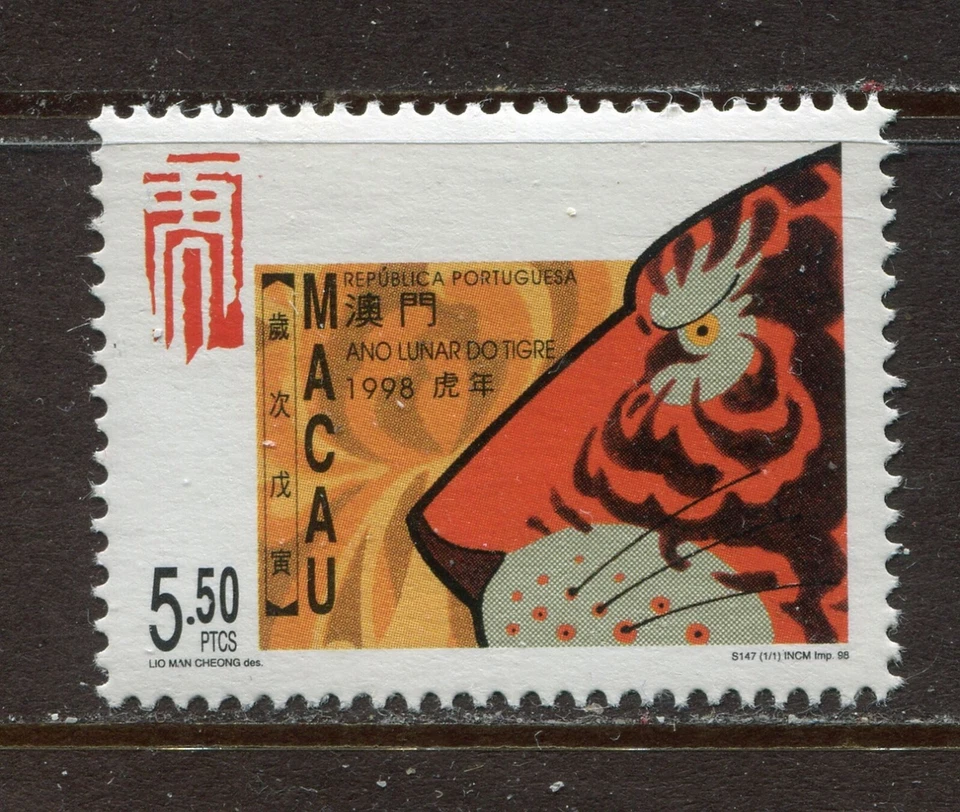 虎
歲次戊寅
MACAU
REPÚBLICA PORTUGUESA
澳門
ANO LUNAR DO TIGRE
1998 虎年
5.50
PTCS
LIO MAN CHEONG des.
S147 (1/1) INCM Imp. 98